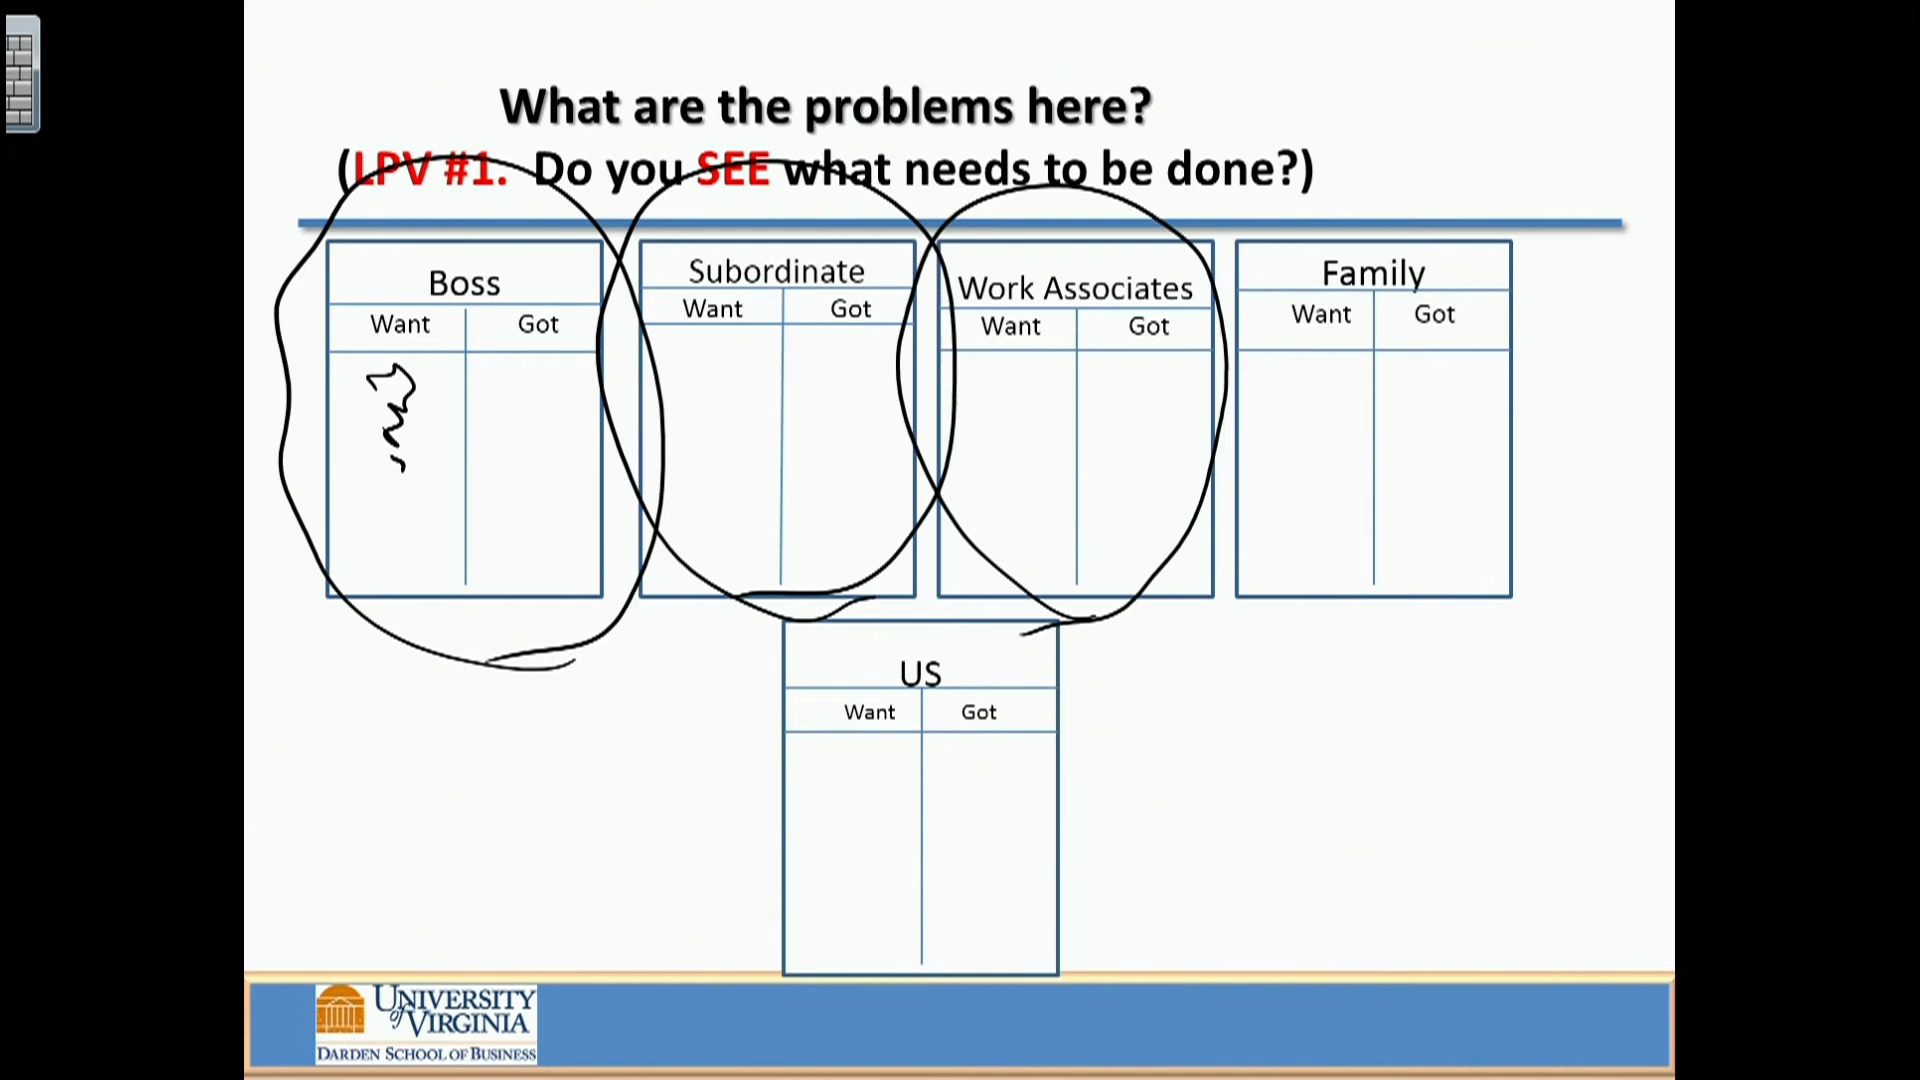 What are the problems here?
(LPV #1. Do you SEE what needs to be done?)
Boss
Want Got
Subordinate
Want Got
Work Associates
Want Got
Family
Want Got
US
Want Got
UNIVERSITY
of VIRGINIA
DARDEN SCHOOL OF BUSINESS